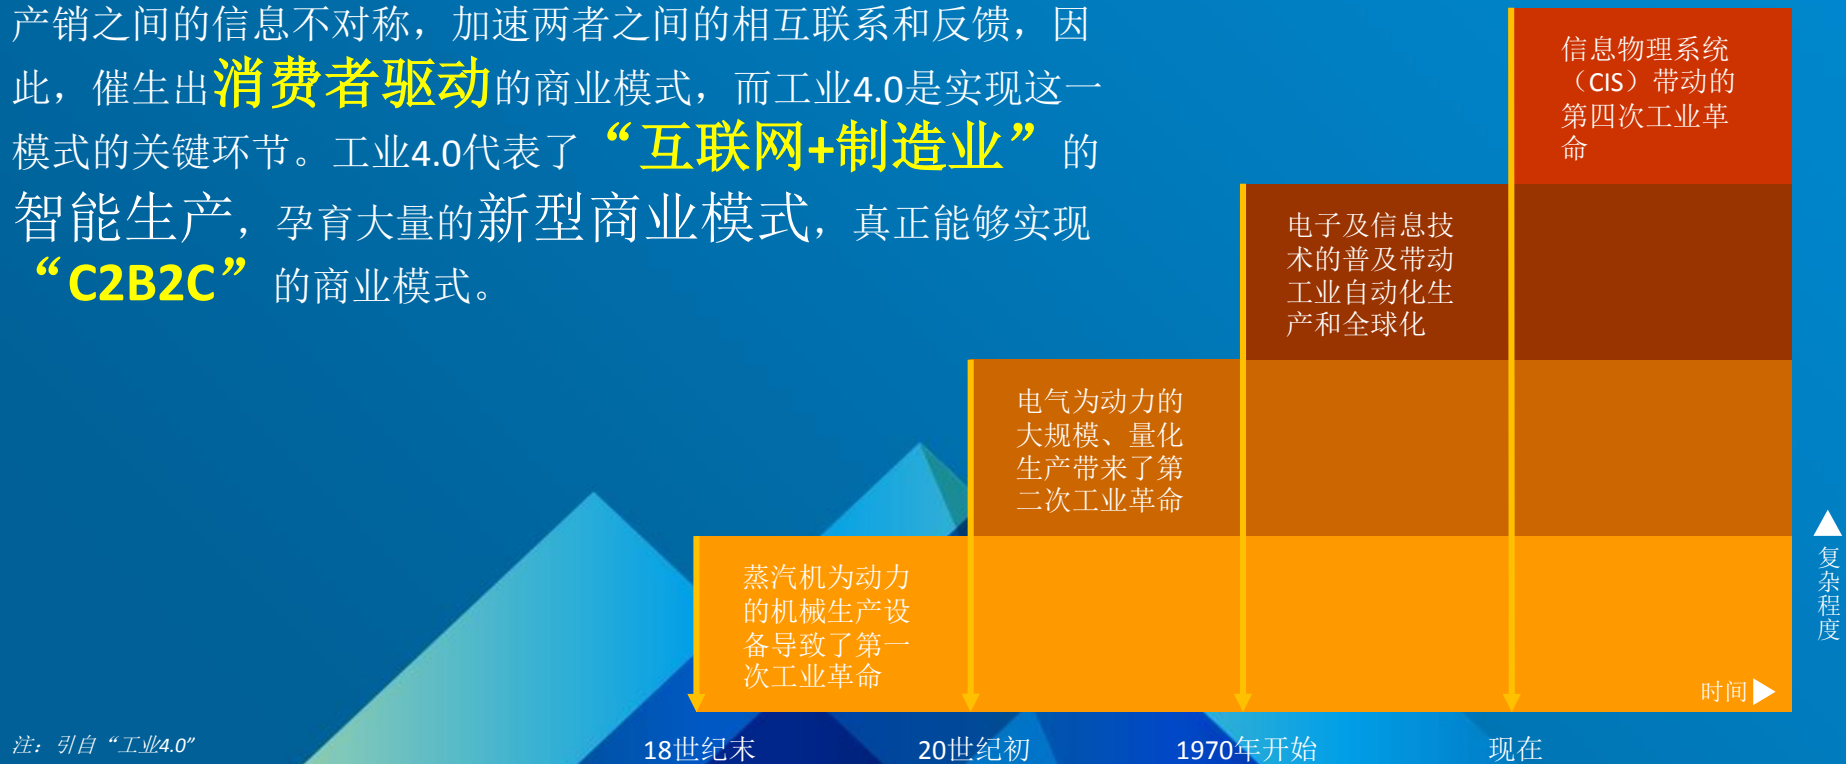 产销之间的信息不对称，加速两者之间的相互联系和反馈，因
此，催生出消费者驱动的商业模式，而工业4.0是实现这一
模式的关键环节。工业4.0代表了“互联网+制造业”的
智能生产，孕育大量的新型商业模式，真正能够实现
“C2B2C”的商业模式。
信息物理系统
（CIS）带动的
第四次工业革
命
电子及信息技
术的普及带动
工业自动化生
产和全球化
电气为动力的
大规模、量化
生产带来了第
二次工业革命
蒸汽机为动力
的机械生产设
备导致了第一
次工业革命
复杂程度
时间
18世纪末
20世纪初
1970年开始
现在
注：引自“工业4.0”